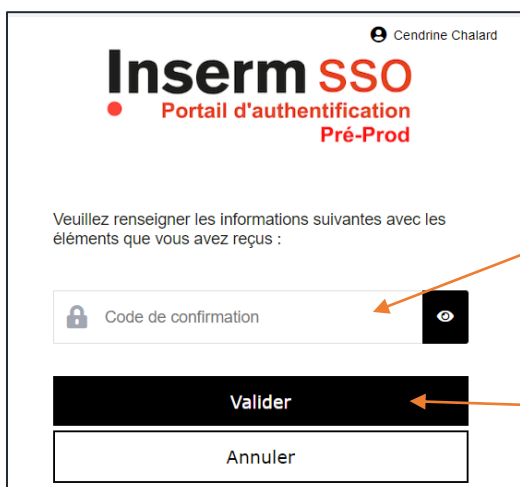 Cendrine Chalard
Inserm SSO
Portail d'authentification
Pré-Prod
Veuillez renseigner les informations suivantes avec les
éléments que vous avez reçus :
Code de confirmation
Valider
Annuler